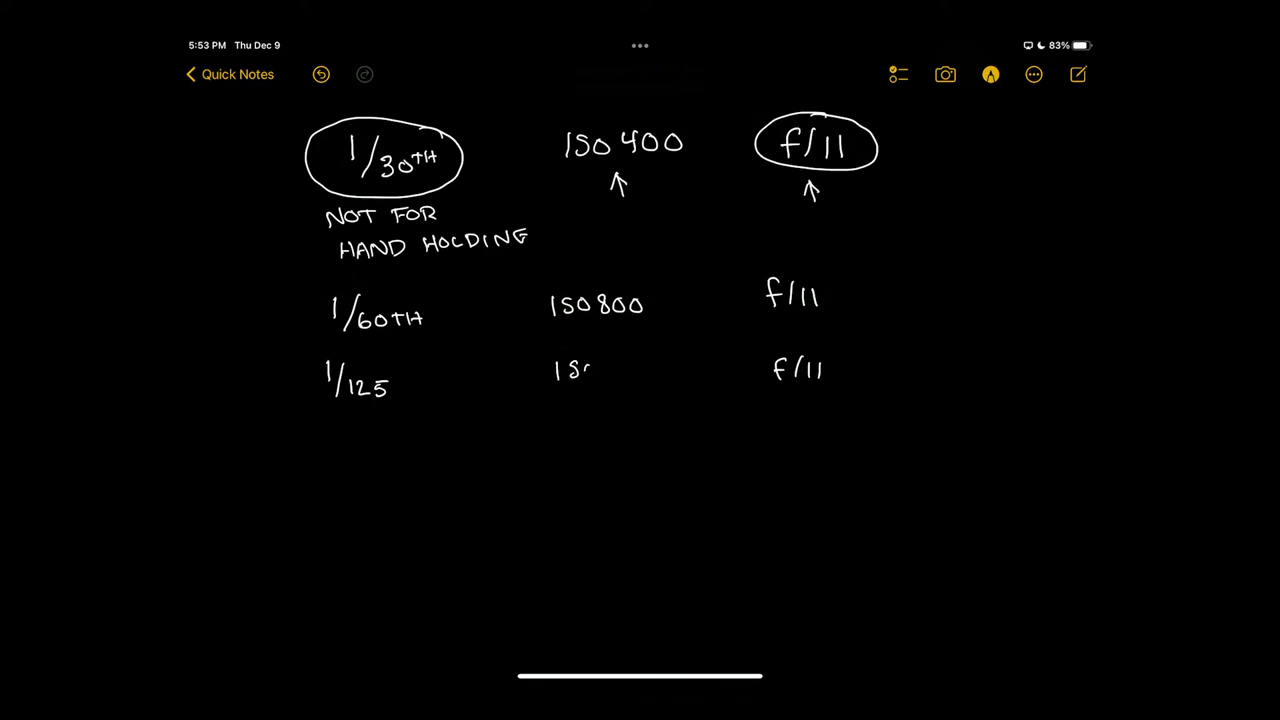 5:53 PM Thu Dec 9
83%
Quick Notes
1/30TH ISO 400 f/11
NOT FOR
HAND HOLDING
1/60TH ISO 800 f/11
1/125 IS f/11